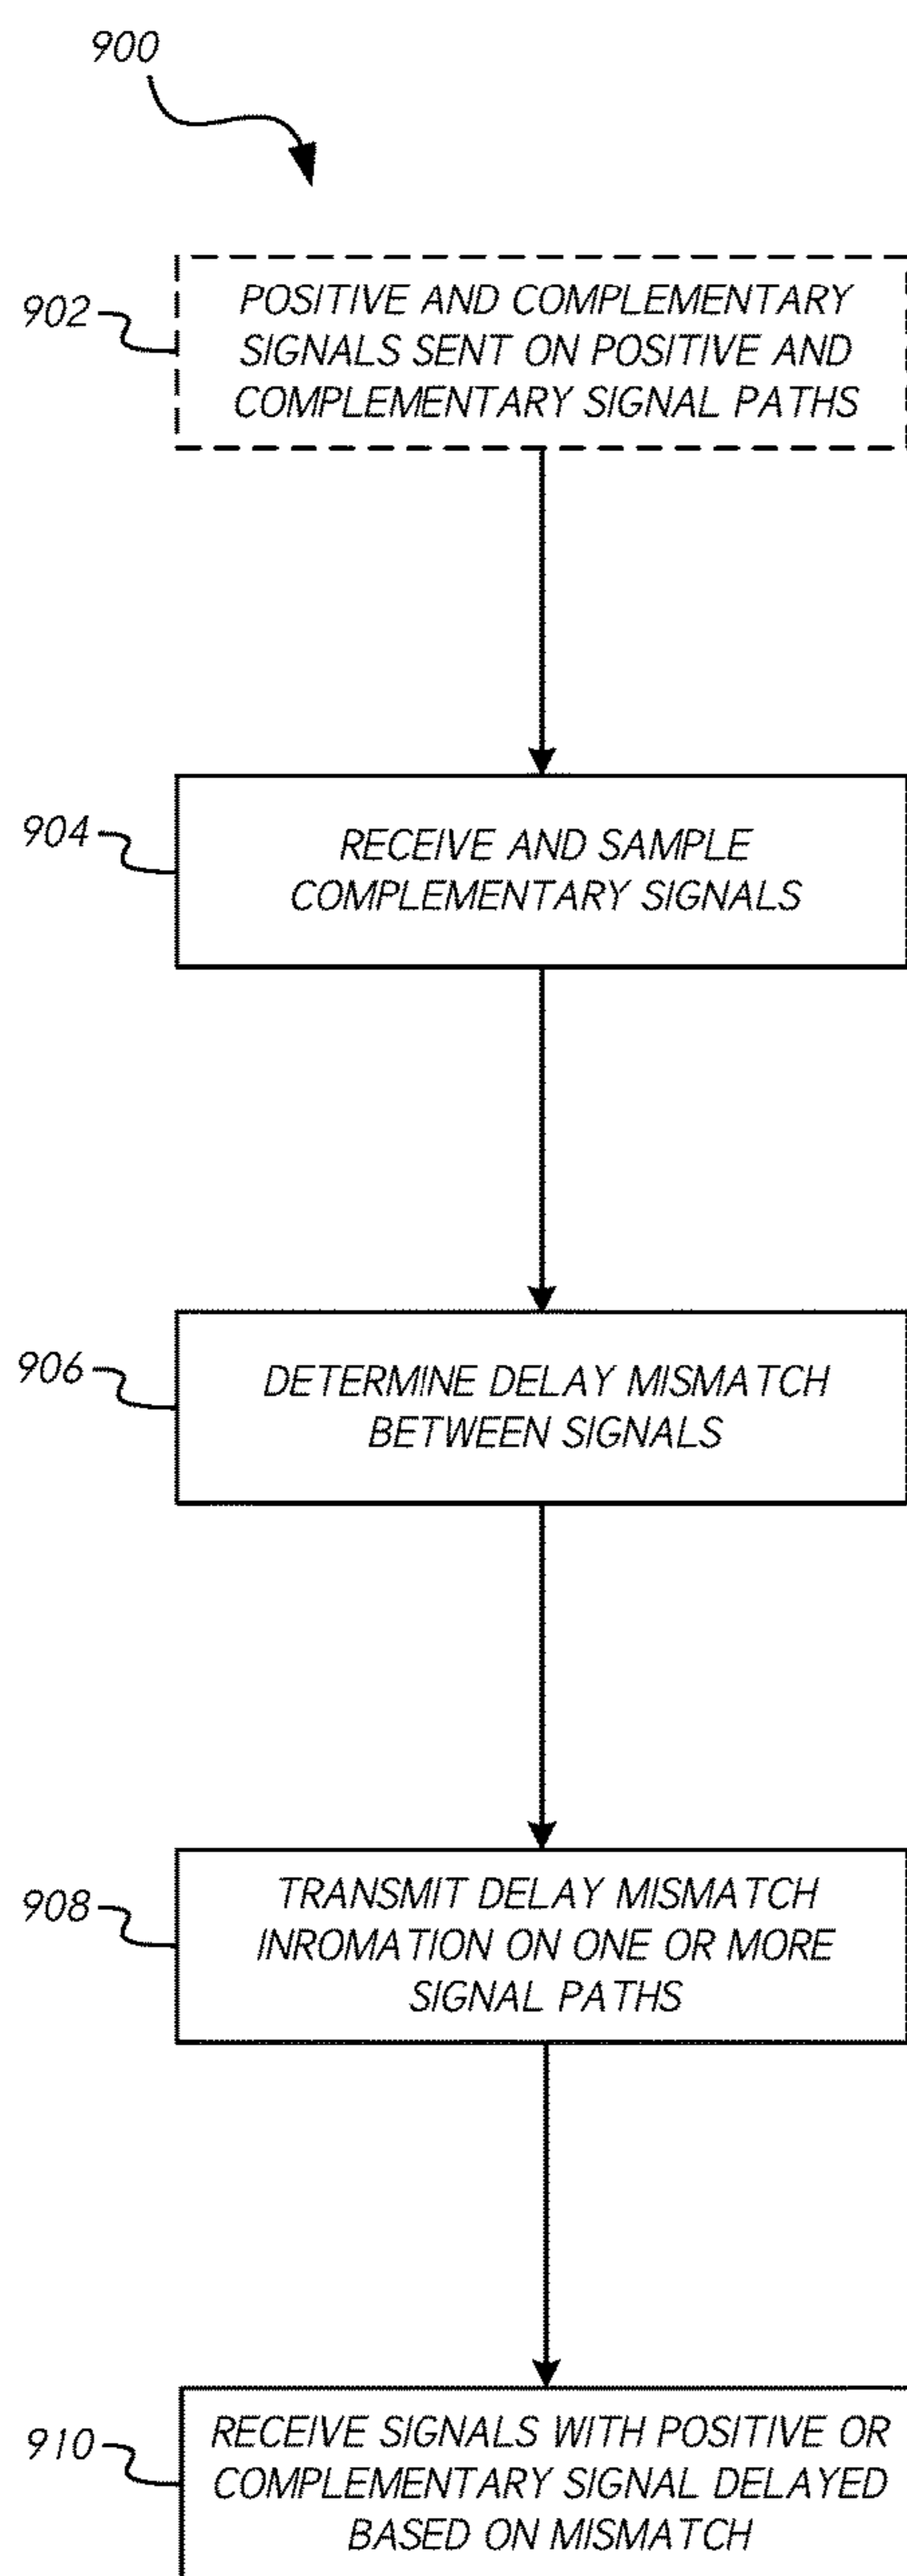 900
902
POSITIVE AND COMPLEMENTARY
SIGNALS SENT ON POSITIVE AND
COMPLEMENTARY SIGNAL PATHS
904
RECEIVE AND SAMPLE
COMPLEMENTARY SIGNALS
906
DETERMINE DELAY MISMATCH
BETWEEN SIGNALS
908
TRANSMIT DELAY MISMATCH
INROMATION ON ONE OR MORE
SIGNAL PATHS
910
RECEIVE SIGNALS WITH POSITIVE OR
COMPLEMENTARY SIGNAL DELAYED
BASED ON MISMATCH